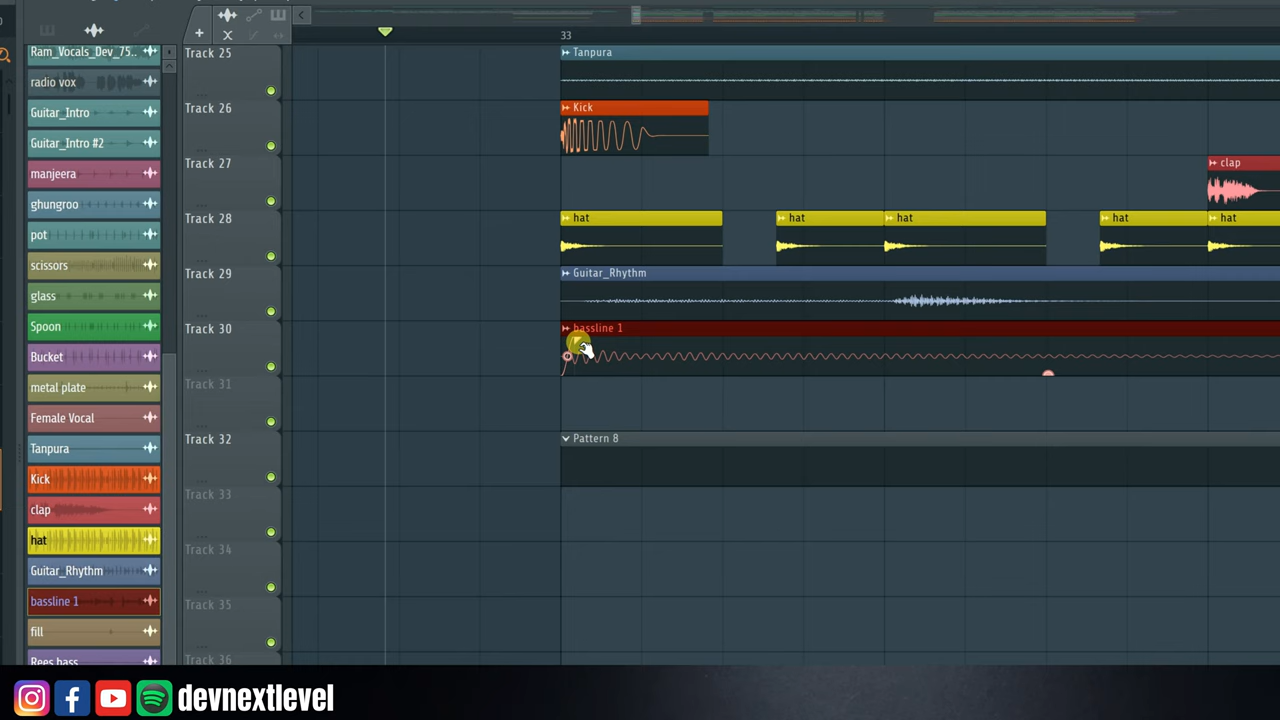 33
Ram_Vocals_Dev_75..
radio vox
Guitar_Intro
Guitar_Intro #2
manjeera
ghungroo
pot
scissors
glass
Spoon
Bucket
metal plate
Female Vocal
Tanpura
Kick
clap
hat
Guitar_Rhythm
bassline 1
fill
Rees bass
Track 25
Tanpura
Track 26
Kick
Track 27
clap
Track 28
hat hat hat hat hat
Track 29
Guitar_Rhythm
Track 30
bassline 1
Track 31
Track 32
Pattern 8
Track 33
Track 34
Track 35
Track 36
devnextlevel